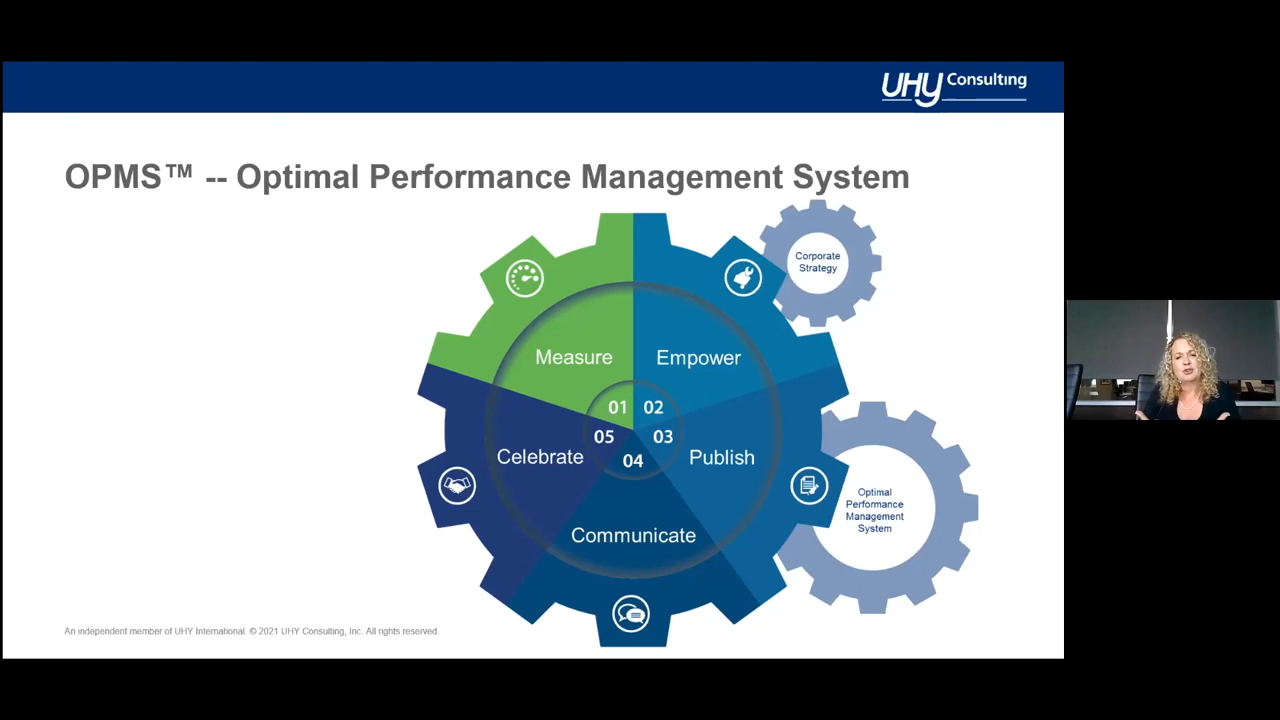 UHY Consulting
OPMS™ -- Optimal Performance Management System
Corporate
Strategy
Measure
Empower
01
02
05
03
Celebrate
04
Publish
Optimal
Performance
Management
System
Communicate
An independent member of UHY International. © 2021 UHY Consulting, Inc. All rights reserved.